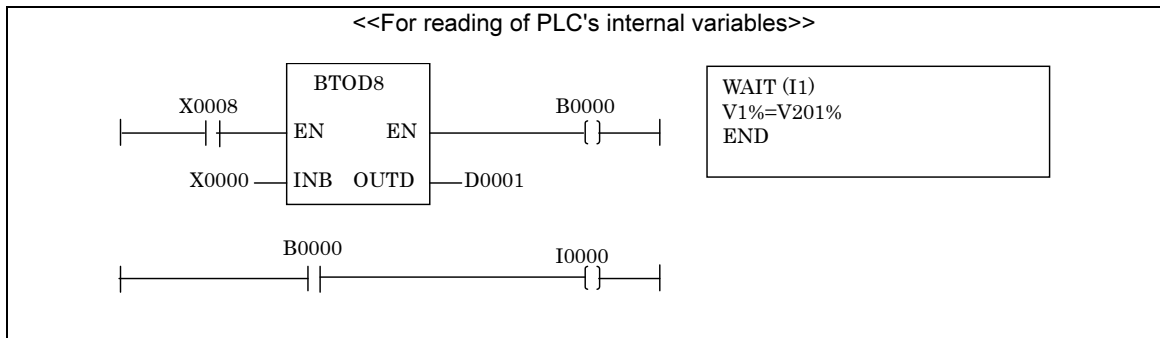 <<For reading of PLC's internal variables>>
BTOD8
X0008
B0000
EN EN
X0000
INB OUTD
D0001
B0000
I0000
WAIT (I1)
V1%=V201%
END